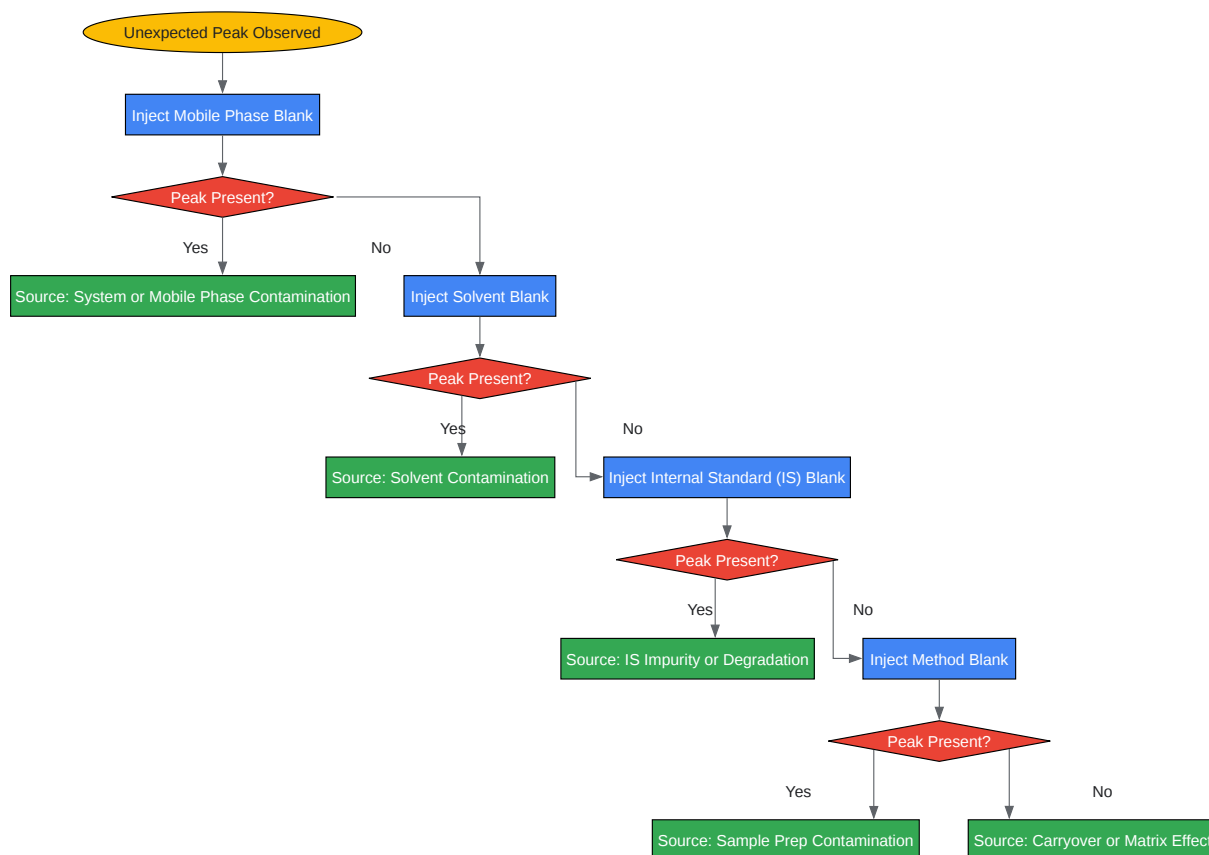 Unexpected Peak Observed
Inject Mobile Phase Blank
Peak Present?
Yes
No
Source: System or Mobile Phase Contamination
Inject Solvent Blank
Peak Present?
Yes
No
Source: Solvent Contamination
Inject Internal Standard (IS) Blank
Peak Present?
Yes
No
Source: IS Impurity or Degradation
Inject Method Blank
Peak Present?
Yes
No
Source: Sample Prep Contamination
Source: Carryover or Matrix Effect